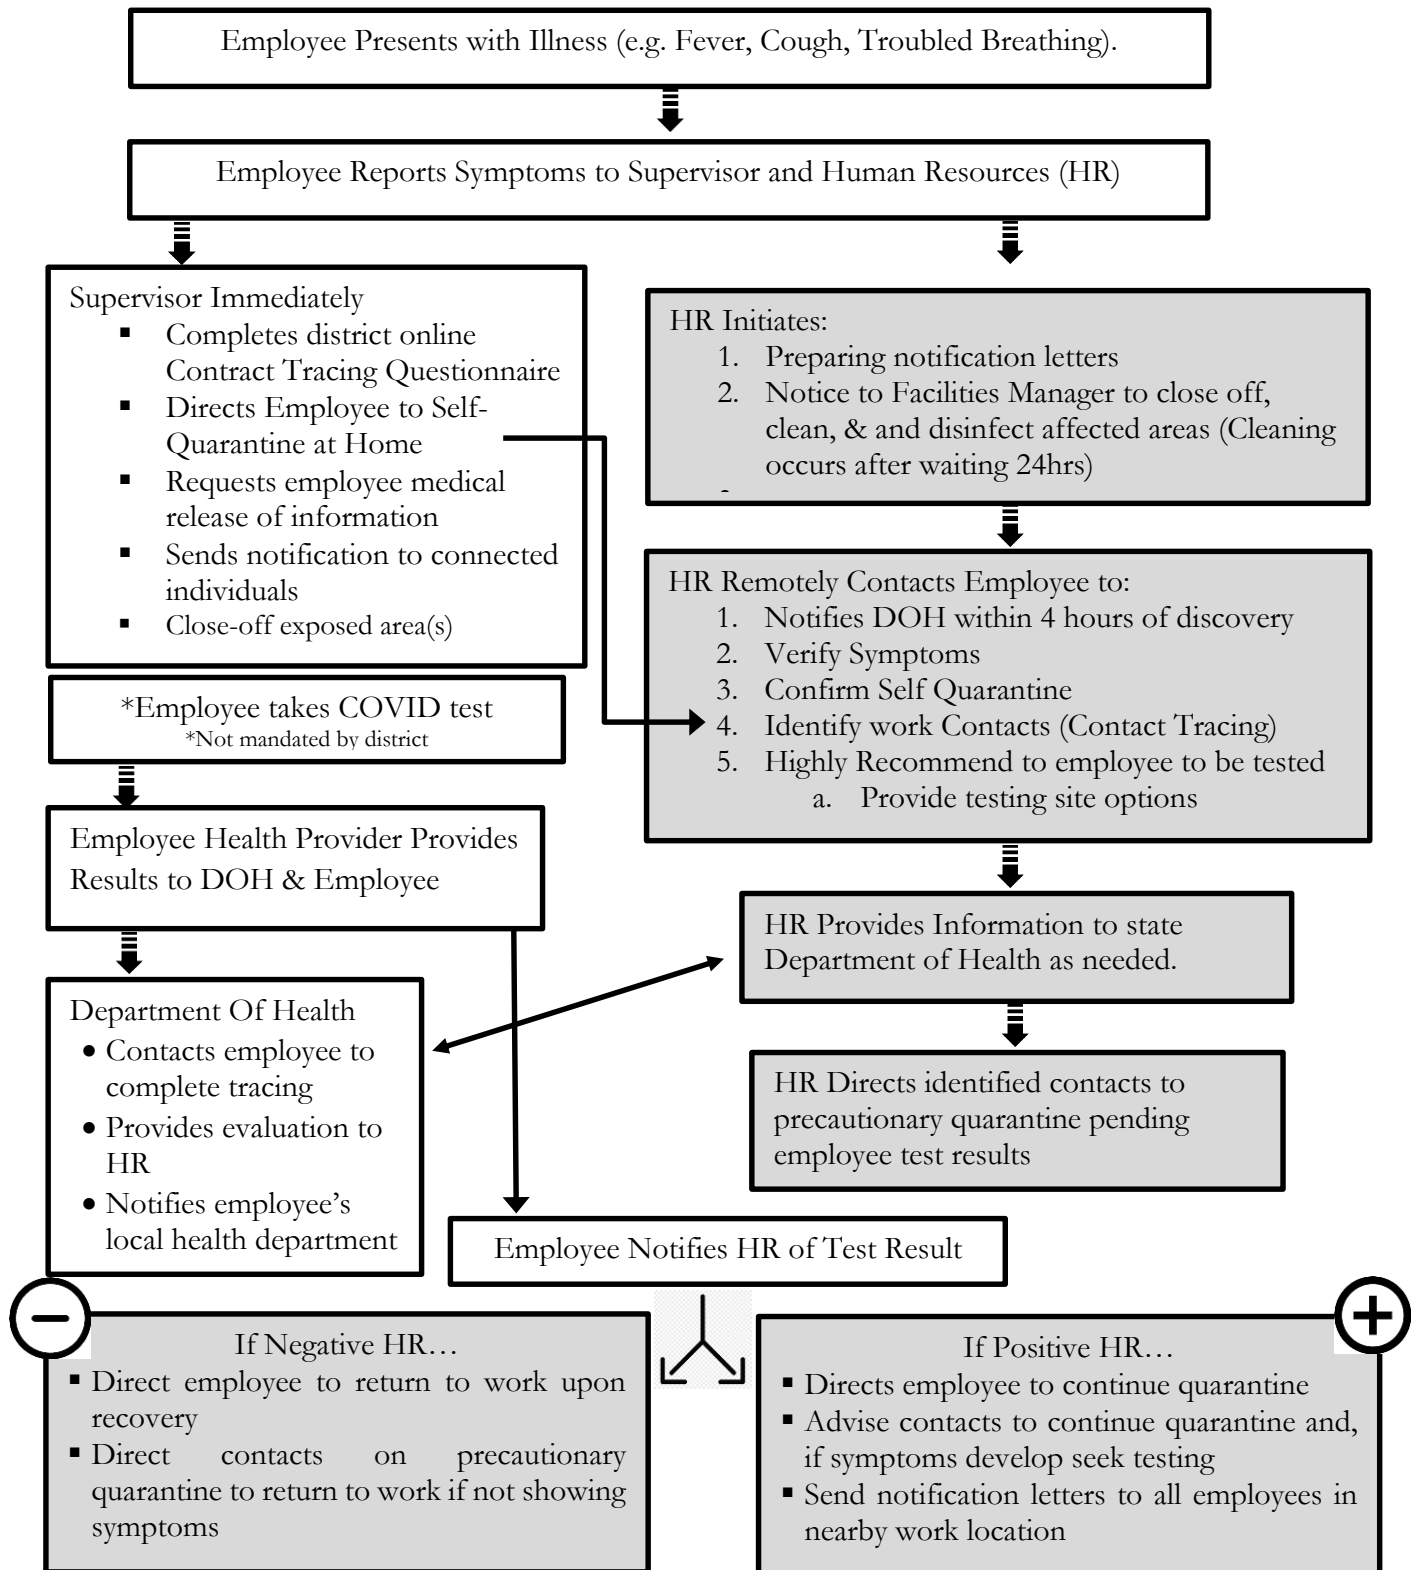 Employee Presents with Illness (e.g. Fever, Cough, Troubled Breathing).
Employee Reports Symptoms to Supervisor and Human Resources (HR)
Supervisor Immediately
▪ Completes district online
Contract Tracing Questionnaire
▪ Directs Employee to Self-
Quarantine at Home
▪ Requests employee medical
release of information
▪ Sends notification to connected
individuals
▪ Close-off exposed area(s)
HR Initiates:
1. Preparing notification letters
2. Notice to Facilities Manager to close off,
clean, & and disinfect affected areas (Cleaning
occurs after waiting 24hrs)
HR Remotely Contacts Employee to:
1. Notifies DOH within 4 hours of discovery
2. Verify Symptoms
3. Confirm Self Quarantine
4. Identify work Contacts (Contact Tracing)
5. Highly Recommend to employee to be tested
a. Provide testing site options
*Employee takes COVID test
*Not mandated by district
Employee Health Provider Provides
Results to DOH & Employee
HR Provides Information to state
Department of Health as needed.
Department Of Health
• Contacts employee to
complete tracing
• Provides evaluation to
HR
• Notifies employee’s
local health department
HR Directs identified contacts to
precautionary quarantine pending
employee test results
Employee Notifies HR of Test Result
If Negative HR…
▪ Direct employee to return to work upon
recovery
▪ Direct contacts on precautionary
quarantine to return to work if not showing
symptoms
If Positive HR…
▪ Directs employee to continue quarantine
▪ Advise contacts to continue quarantine and,
if symptoms develop seek testing
▪ Send notification letters to all employees in
nearby work location